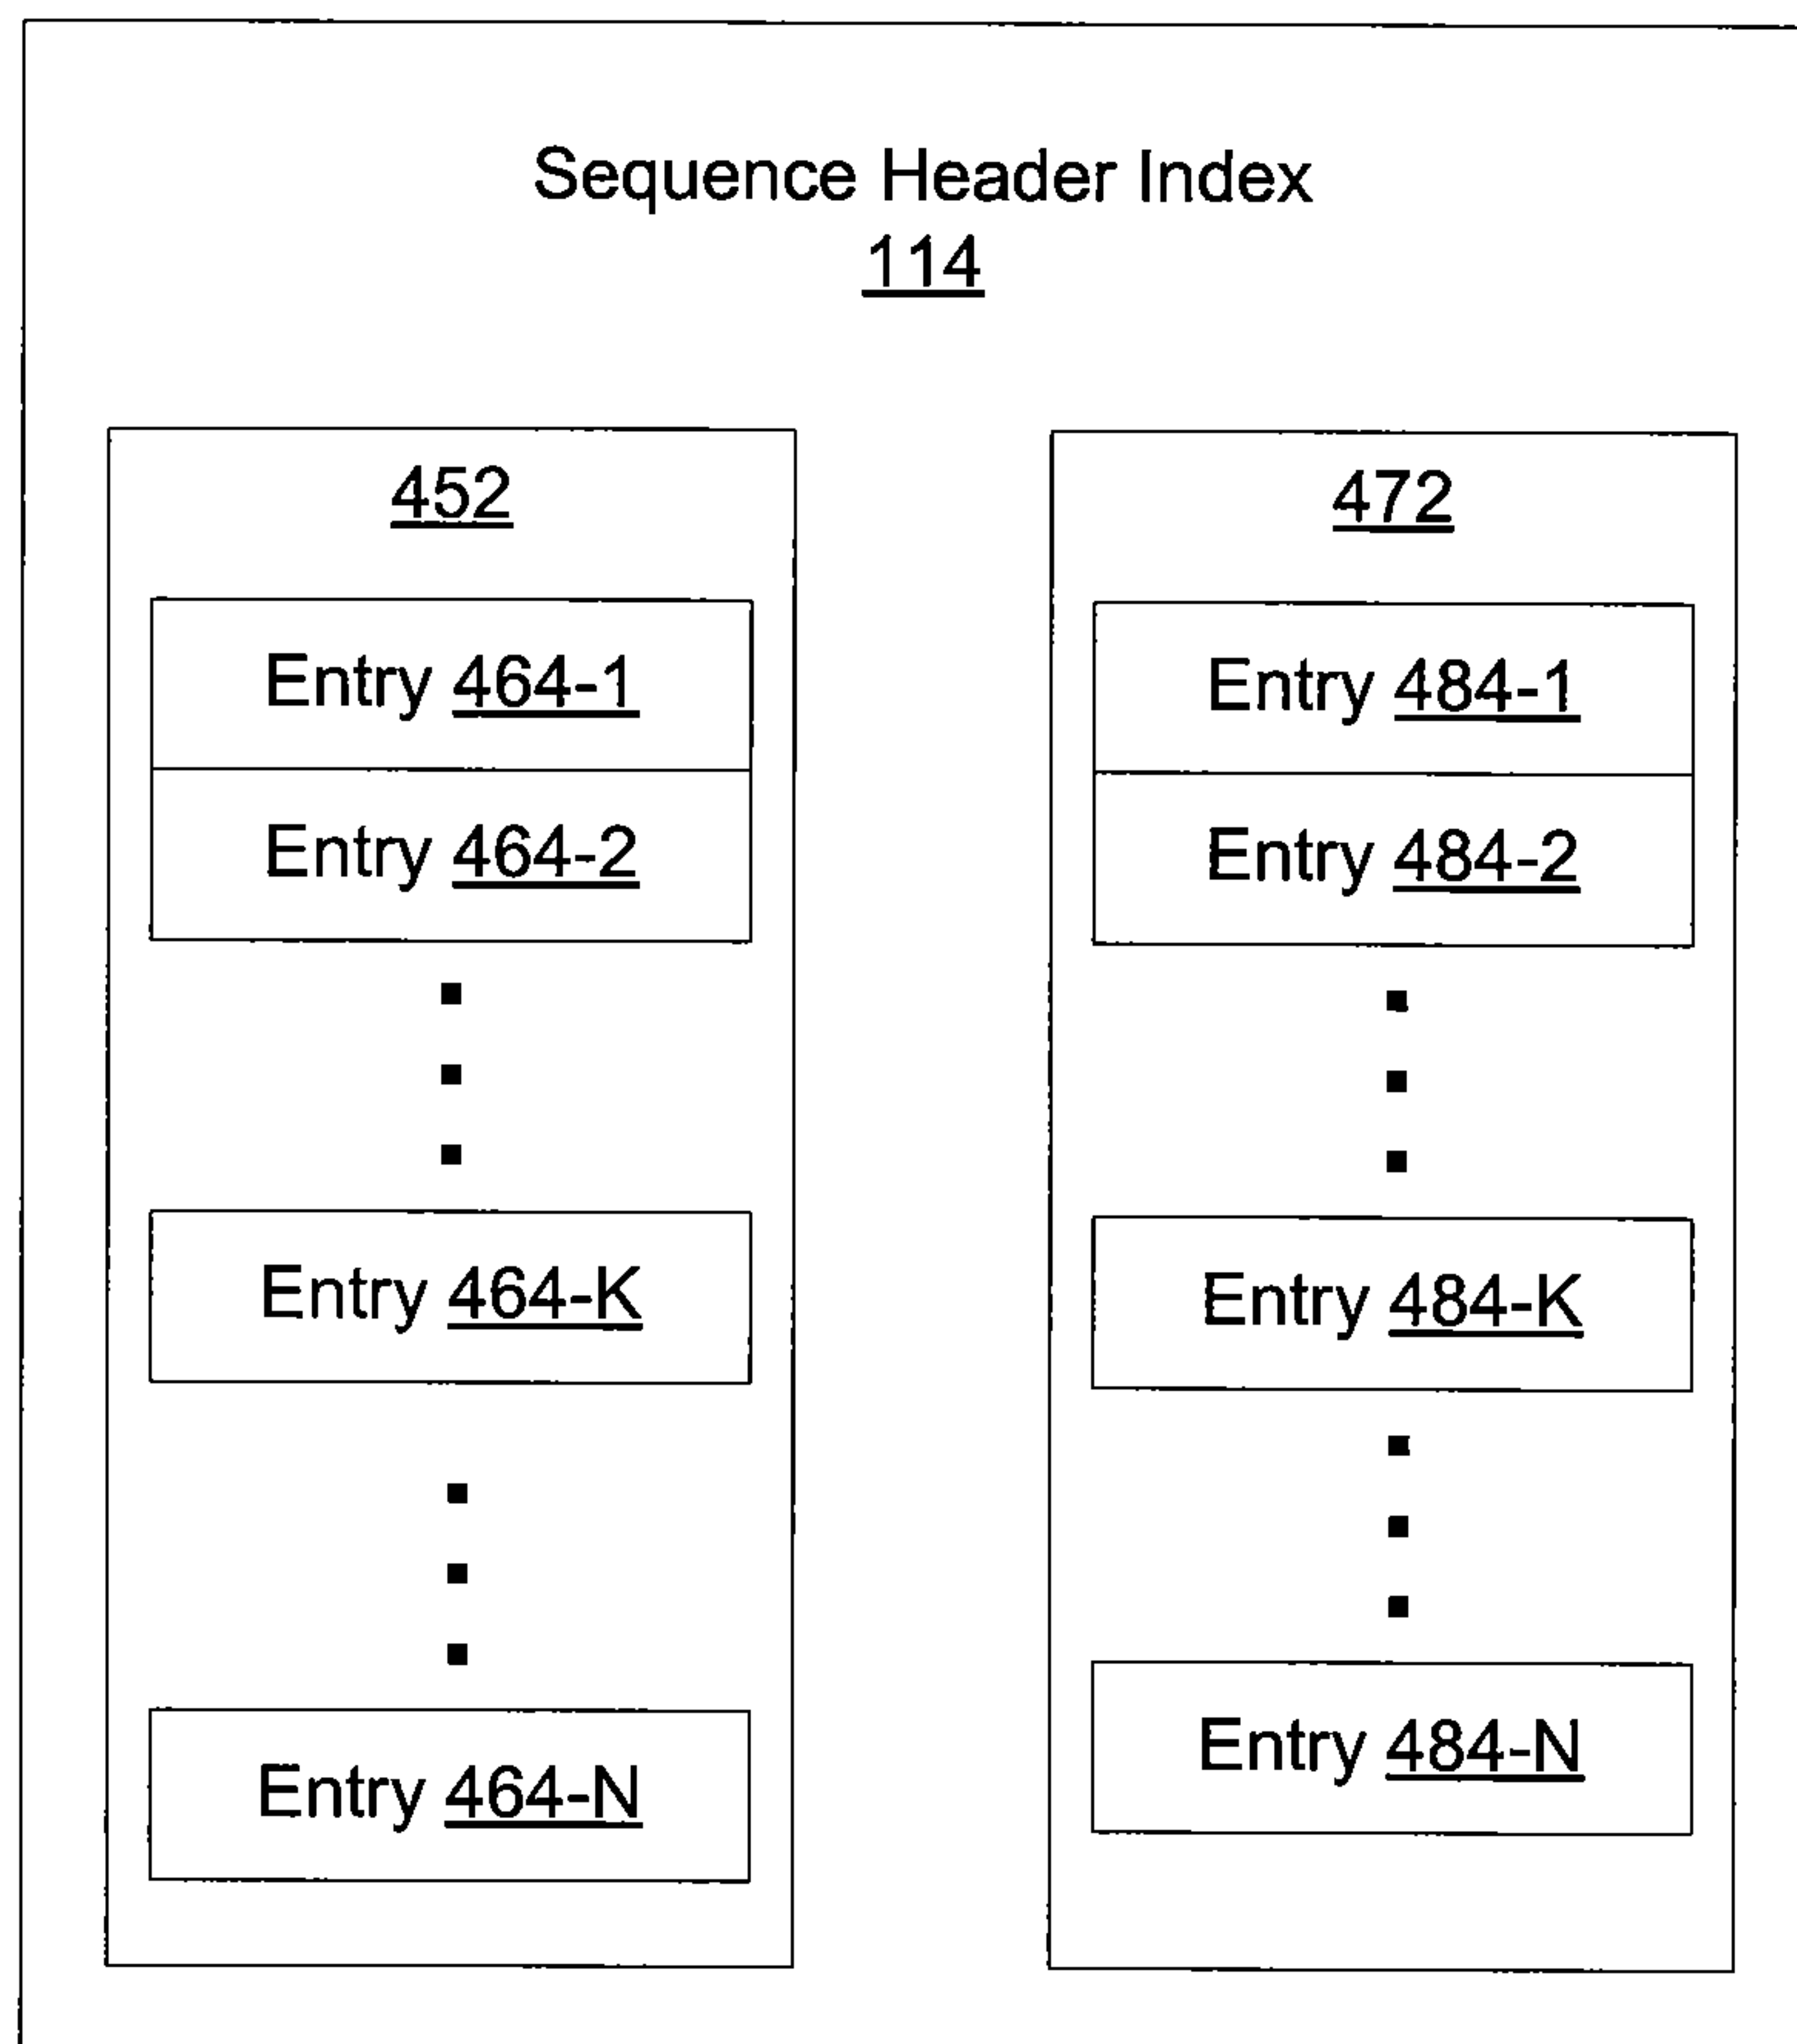 Sequence Header Index
114
452
Entry 464-1
Entry 464-2
Entry 464-K
Entry 464-N
472
Entry 484-1
Entry 484-2
Entry 484-K
Entry 484-N